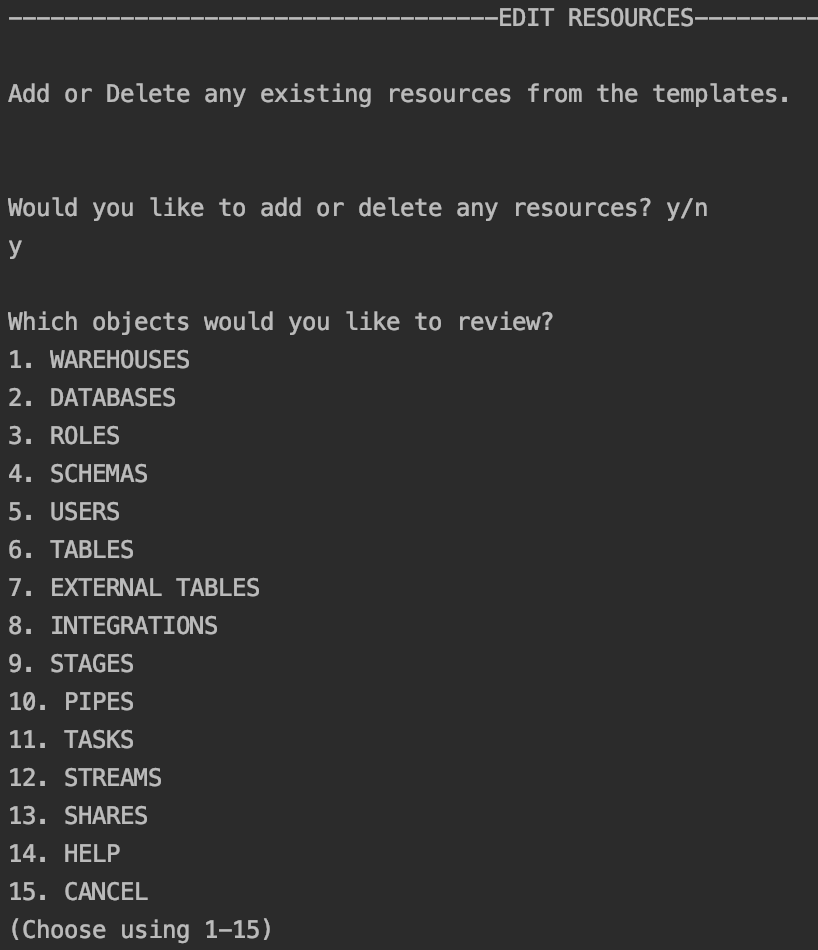 -----------------------------------EDIT RESOURCES---------
Add or Delete any existing resources from the templates.
Would you like to add or delete any resources? y/n
y
Which objects would you like to review?
1. WAREHOUSES
2. DATABASES
3. ROLES
4. SCHEMAS
5. USERS
6. TABLES
7. EXTERNAL TABLES
8. INTEGRATIONS
9. STAGES
10. PIPES
11. TASKS
12. STREAMS
13. SHARES
14. HELP
15. CANCEL
(Choose using 1-15)